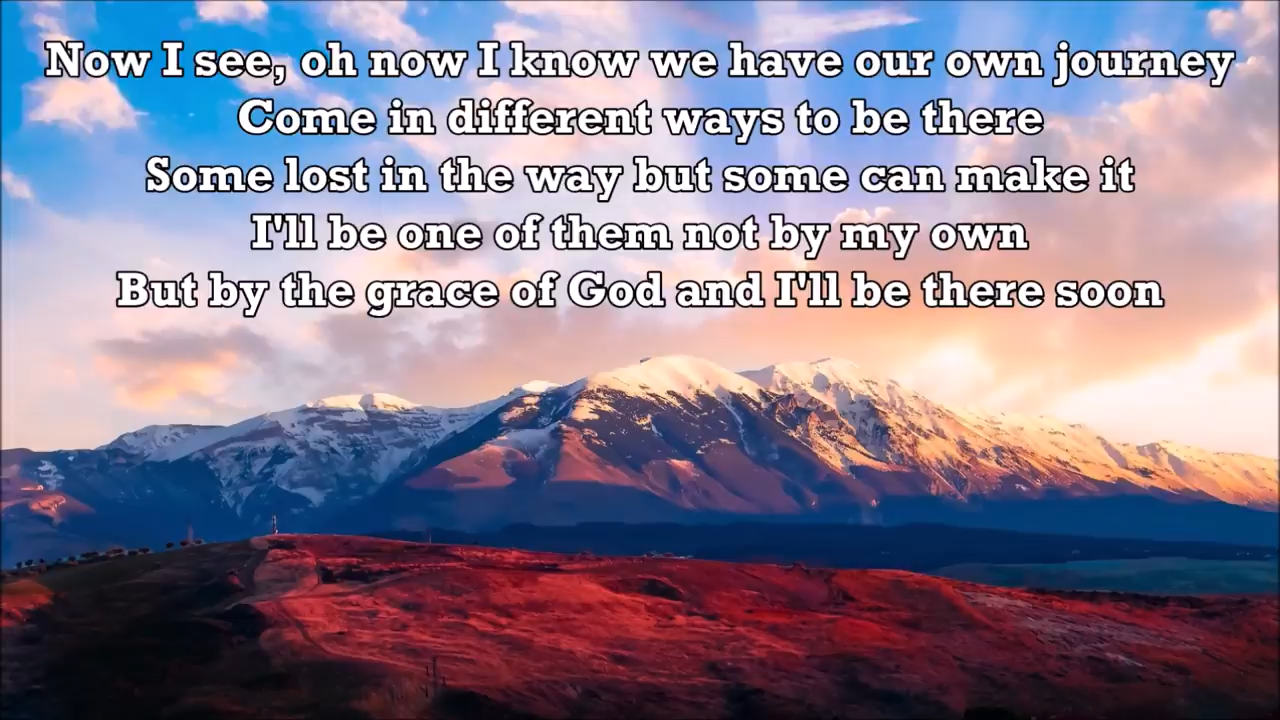 Now I see, oh now I know we have our own journey
Come in different ways to be there
Some lost in the way but some can make it
I'll be one of them not by my own
But by the grace of God and I'll be there soon